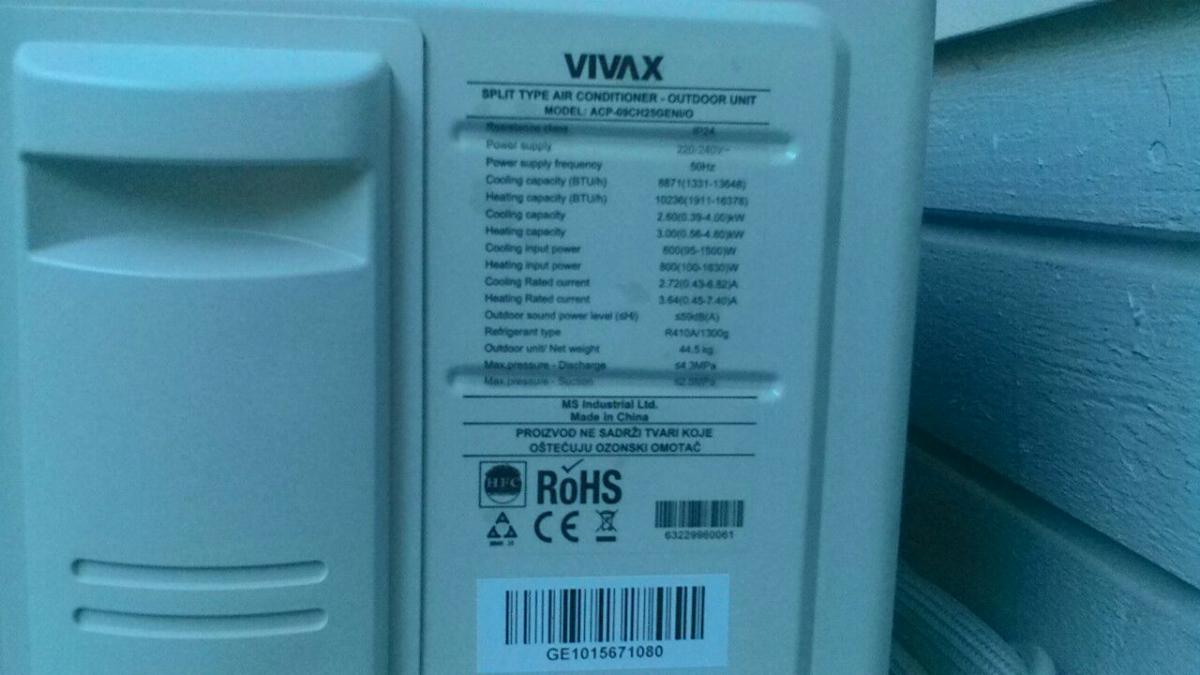 VIVAX
SPLIT TYPE AIR CONDITIONER - OUTDOOR UNIT
MODEL: ACP-09CH25GENI/O
Resistance class IP24
Power supply 220-240V~
Power supply frequency 50Hz
Cooling capacity (BTU/h) 8871(1331-13648)
Heating capacity (BTU/h) 10236(1911-16378)
Cooling capacity 2.60(0.39-4.00)kW
Heating capacity 3.00(0.56-4.80)kW
Cooling input power 600(95-1500)W
Heating input power 800(100-1630)W
Cooling Rated current 2.72(0.43-6.82)A
Heating Rated current 3.64(0.45-7.40)A
Outdoor sound power level (≤Hi) ≤59dB(A)
Refrigerant type R410A/1300g
Outdoor unit/ Net weight 44.5 kg
Max.pressure - Discharge ≤4.3MPa
Max.pressure - Suction ≤2.5MPa
MS Industrial Ltd.
Made in China
PROIZVOD NE SADRŽI TVARI KOJE
OŠTEĆUJU OZONSKI OMOTAČ
HFC
RoHS
CE
63229980061
GE1015671080